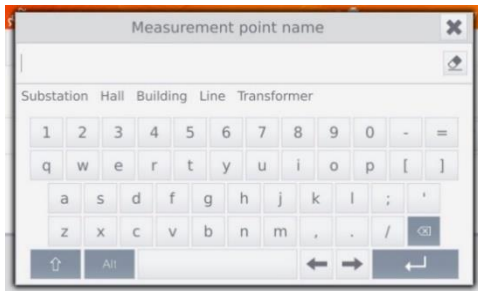 Measurement point name
Substation Hall Building Line Transformer
1 2 3 4 5 6 7 8 9 0 - =
q w e r t y u i o p [ ]
a s d f g h j k l ; '
z x c v b n m , . /
Alt